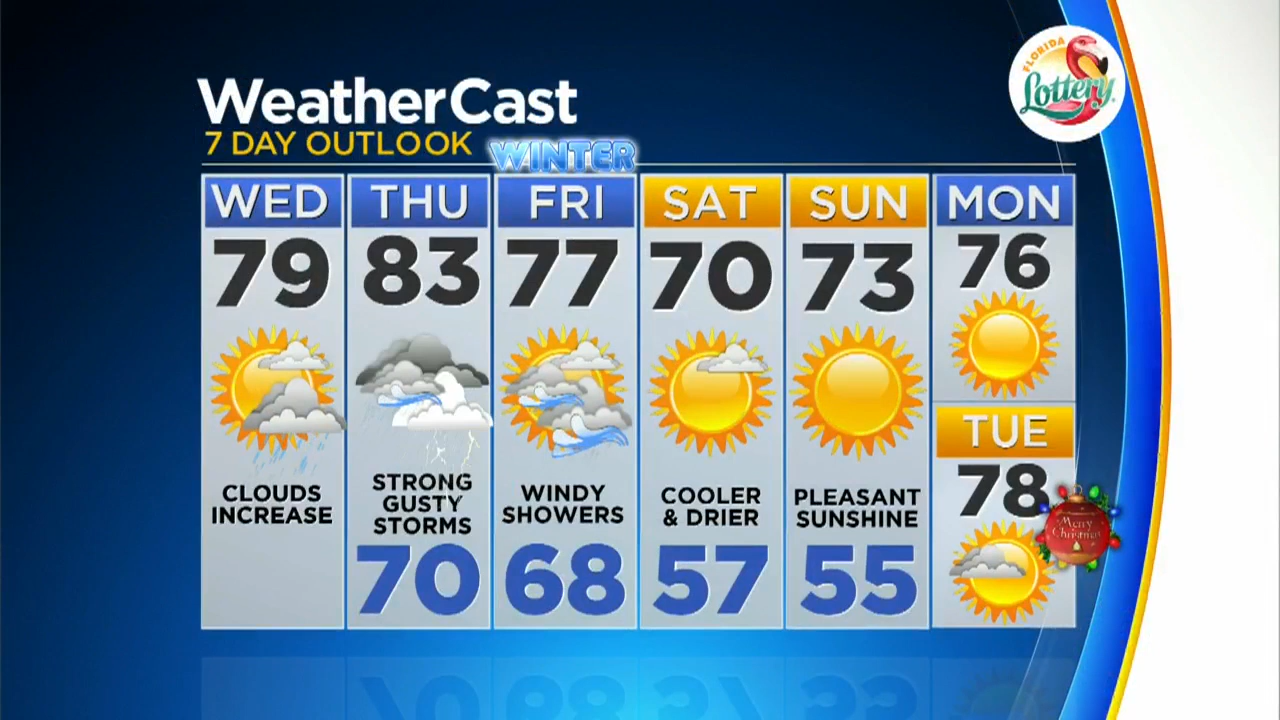 FLORIDA
Lottery
WeatherCast
7 DAY OUTLOOK
WINTER
WED
THU
FRI
SAT
SUN
MON
79
83
77
70
73
76
CLOUDS
INCREASE
STRONG
GUSTY
STORMS
WINDY
SHOWERS
COOLER
& DRIER
PLEASANT
SUNSHINE
70
68
57
55
TUE
78
Merry
Christmas